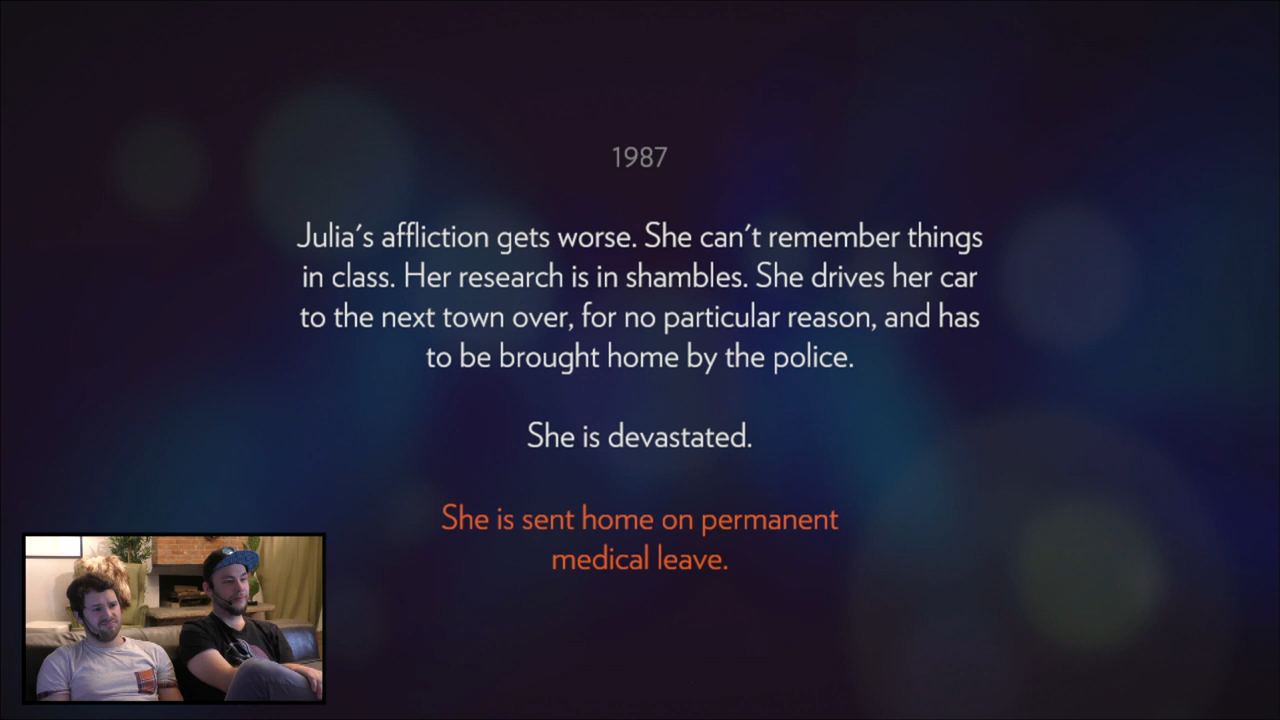 1987
Julia's affliction gets worse. She can't remember things
in class. Her research is in shambles. She drives her car
to the next town over, for no particular reason, and has
to be brought home by the police.
She is devastated.
She is sent home on permanent
medical leave.